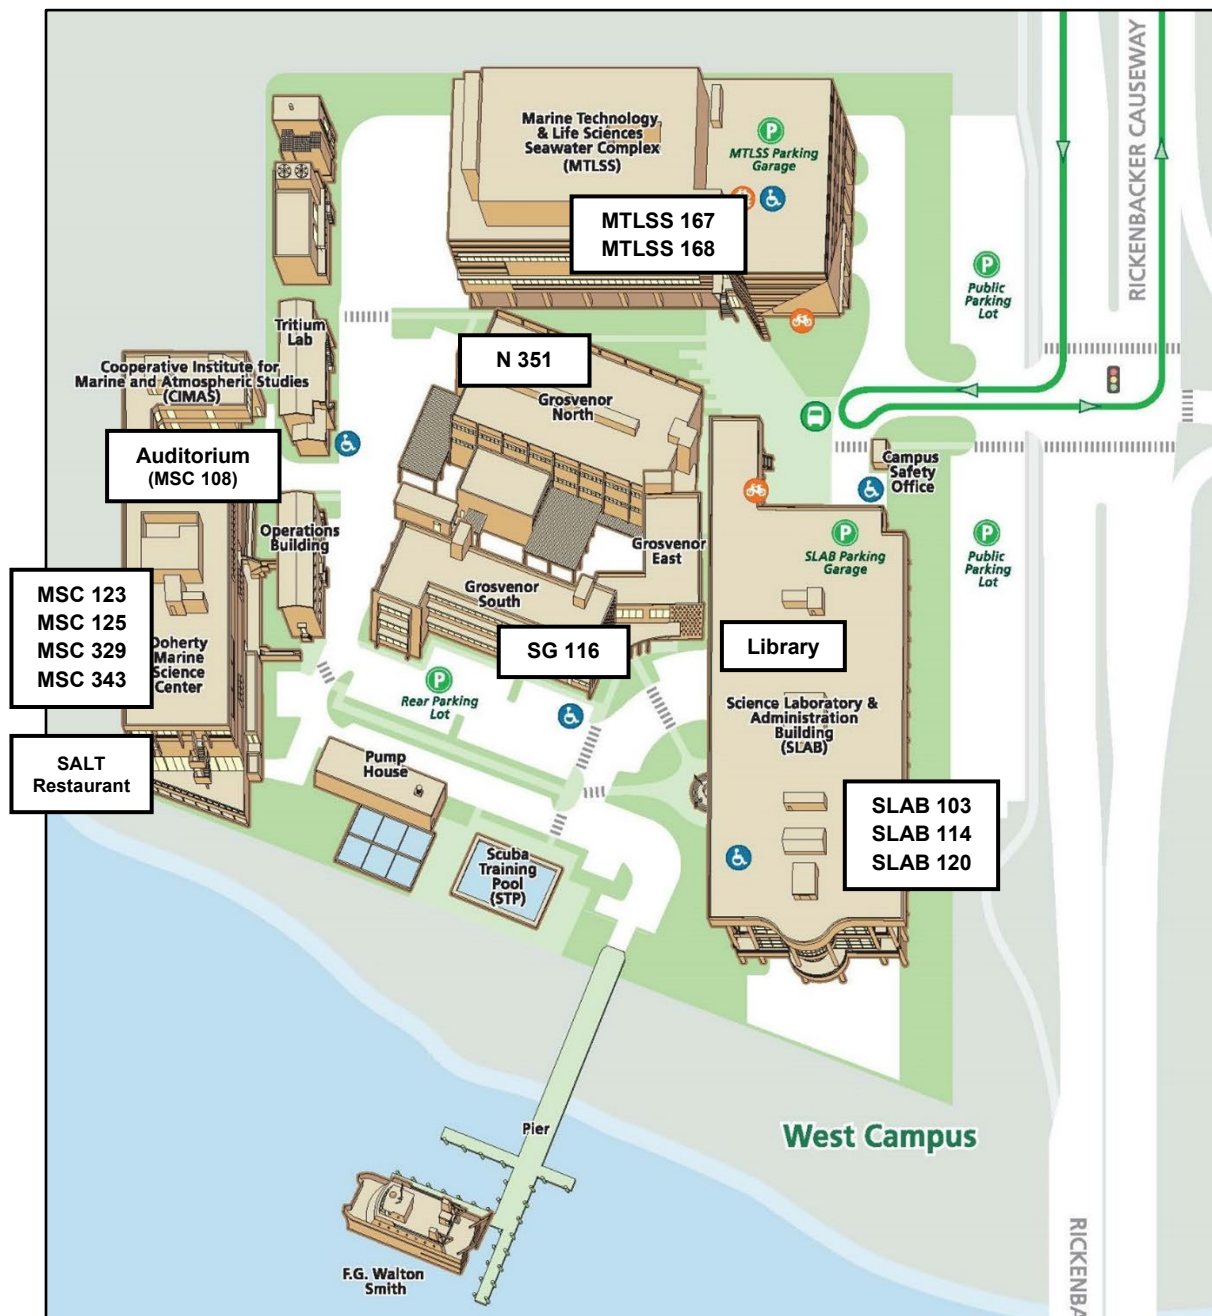 RICKENBACKER CAUSEWAY
Marine Technology
& Life Sciences
Seawater Complex
(MTLSS)
P
MTLSS Parking
Garage
MTLSS 167
MTLSS 168
P
Public
Parking
Lot
Tritium
Lab
Cooperative Institute for
Marine and Atmospheric Studies
(CIMAS)
N 351
Grosvenor
North
Auditorium
(MSC 108)
Campus
Safety
Office
Operations
Building
Grosvenor
East
P
SLAB Parking
Garage
P
Public
Parking
Lot
Grosvenor
South
MSC 123
MSC 125
MSC 329
MSC 343
Doherty
Marine
Science
Center
SG 116
Library
P
Rear Parking
Lot
Science Laboratory &
Administration
Building
(SLAB)
SALT
Restaurant
Pump
House
SLAB 103
SLAB 114
SLAB 120
Scuba
Training
Pool
(STP)
Pier
West Campus
F.G. Walton
Smith
RICKENBA